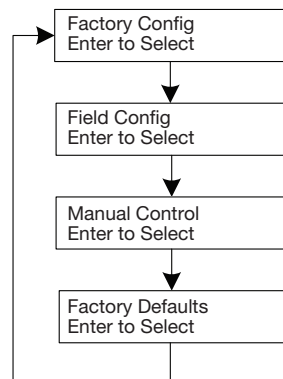 Factory Config
Enter to Select
Field Config
Enter to Select
Manual Control
Enter to Select
Factory Defaults
Enter to Select